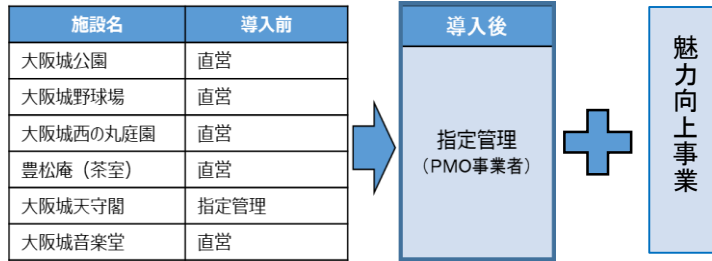 施設名 導入前
大阪城公園 直営
大阪城野球場 直営
大阪城西の丸庭園 直営
豊松庵（茶室） 直営
大阪城天守閣 指定管理
大阪城音楽堂 直営
導入後
指定管理
（PMO事業者）
魅力向上事業